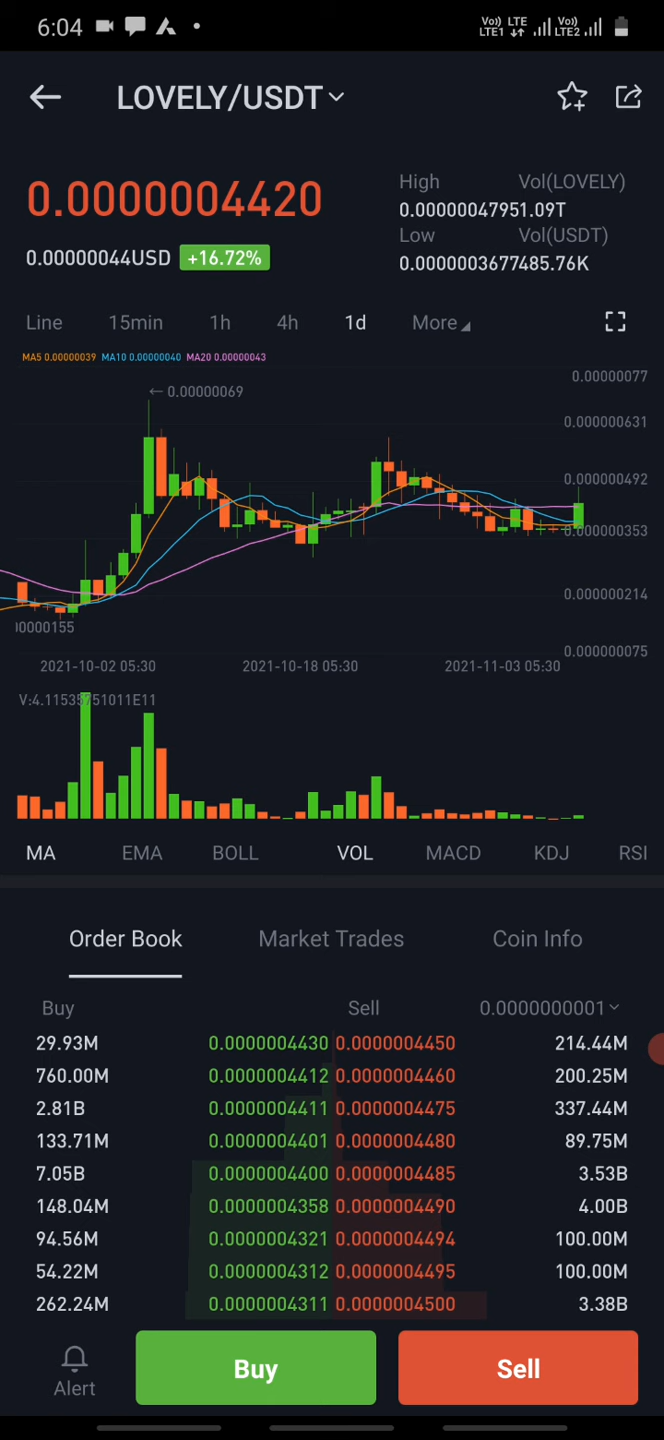 6:04 Vo) LTE LTE1 Vo) LTE2
LOVELY/USDT
0.0000004420
0.00000044USD +16.72%
High Vol(LOVELY)
0.00000047951.09T
Low Vol(USDT)
0.0000003677485.76K
Line 15min 1h 4h 1d More
MA5 0.00000039 MA10 0.00000040 MA20 0.00000043
0.00000077
0.00000069
0.000000631
0.000000492
0.000000353
0.000000214
0000155
0.000000075
2021-10-02 05:30 2021-10-18 05:30 2021-11-03 05:30
V:4.11535751011E11
MA EMA BOLL VOL MACD KDJ RSI
Order Book Market Trades Coin Info
Buy Sell 0.0000000001
29.93M 0.0000004430 0.0000004450 214.44M
760.00M 0.0000004412 0.0000004460 200.25M
2.81B 0.0000004411 0.0000004475 337.44M
133.71M 0.0000004401 0.0000004480 89.75M
7.05B 0.0000004400 0.0000004485 3.53B
148.04M 0.0000004358 0.0000004490 4.00B
94.56M 0.0000004321 0.0000004494 100.00M
54.22M 0.0000004312 0.0000004495 100.00M
262.24M 0.0000004311 0.0000004500 3.38B
Alert Buy Sell